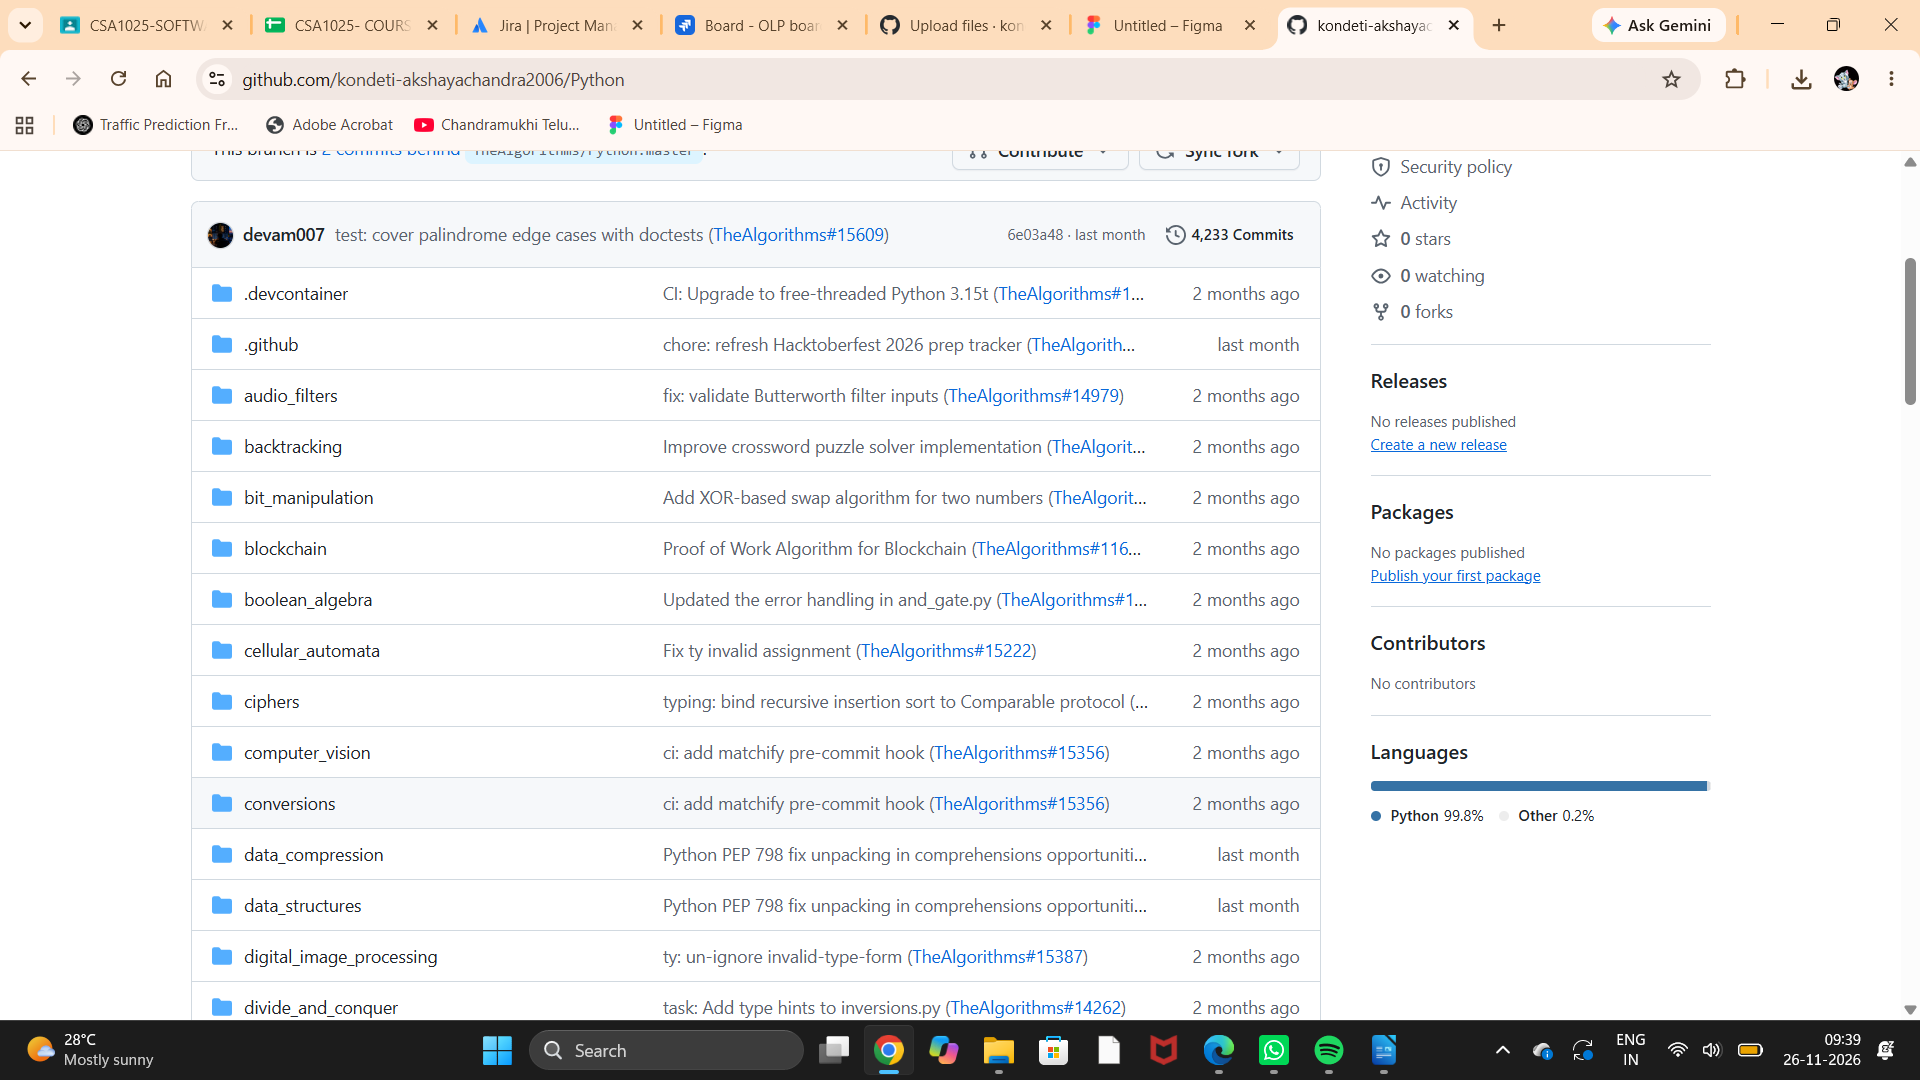 CSA1025-SOFTW
CSA1025- COURS
Jira | Project Man
Board - OLP boar
Upload files · kon
Untitled – Figma
kondeti-akshayac
Ask Gemini
github.com/kondeti-akshayachandra2006/Python
Traffic Prediction Fr...
Adobe Acrobat
Chandramukhi Telu...
Untitled – Figma
This branch is 2 commits behind TheAlgorithms/Python:master.
Contribute
Sync fork
devam007 test: cover palindrome edge cases with doctests (TheAlgorithms#15609)
6e03a48 · last month
4,233 Commits
.devcontainer CI: Upgrade to free-threaded Python 3.15t (TheAlgorithms#1... 2 months ago
.github chore: refresh Hacktoberfest 2026 prep tracker (TheAlgorith... last month
audio_filters fix: validate Butterworth filter inputs (TheAlgorithms#14979) 2 months ago
backtracking Improve crossword puzzle solver implementation (TheAlgorit... 2 months ago
bit_manipulation Add XOR-based swap algorithm for two numbers (TheAlgorit... 2 months ago
blockchain Proof of Work Algorithm for Blockchain (TheAlgorithms#116... 2 months ago
boolean_algebra Updated the error handling in and_gate.py (TheAlgorithms#1... 2 months ago
cellular_automata Fix ty invalid assignment (TheAlgorithms#15222) 2 months ago
ciphers typing: bind recursive insertion sort to Comparable protocol (... 2 months ago
computer_vision ci: add matchify pre-commit hook (TheAlgorithms#15356) 2 months ago
conversions ci: add matchify pre-commit hook (TheAlgorithms#15356) 2 months ago
data_compression Python PEP 798 fix unpacking in comprehensions opportuniti... last month
data_structures Python PEP 798 fix unpacking in comprehensions opportuniti... last month
digital_image_processing ty: un-ignore invalid-type-form (TheAlgorithms#15387) 2 months ago
divide_and_conquer task: Add type hints to inversions.py (TheAlgorithms#14262) 2 months ago
Security policy
Activity
0 stars
0 watching
0 forks
Releases
No releases published
Create a new release
Packages
No packages published
Publish your first package
Contributors
No contributors
Languages
Python 99.8% Other 0.2%
28°C
Mostly sunny
Search
ENG
IN
09:39
26-11-2026